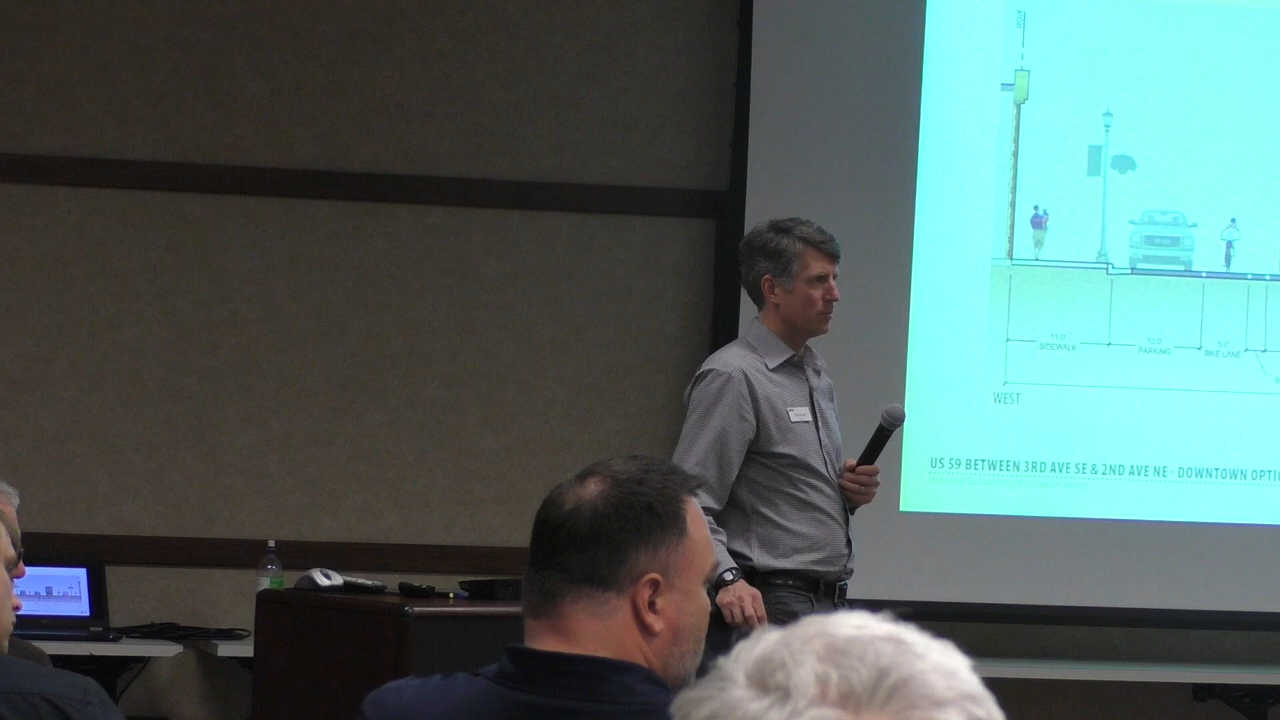 11.0'
SIDEWALK
10.0'
PARKING
5.0'
BIKE LANE
WEST
US 59 BETWEEN 3RD AVE SE & 2ND AVE NE - DOWNTOWN OPTI